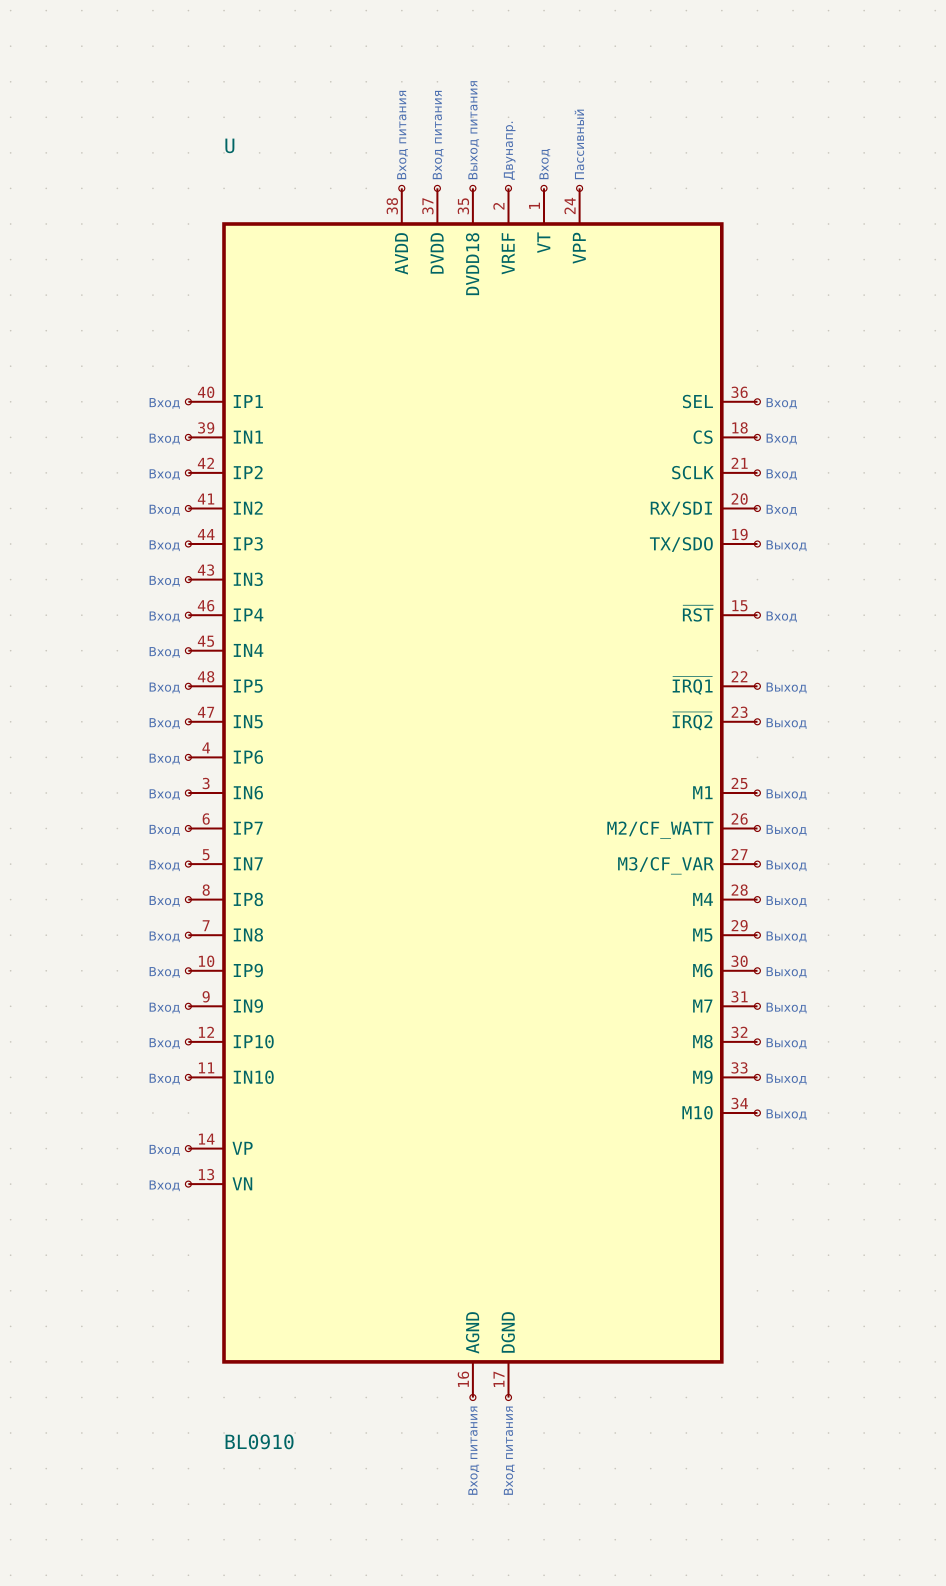 U
Вход питания
Вход питания
Выход питания
Двунапр.
Вход
Пассивный
38 37 35 2 1 24
AVDD DVDD DVDD18 VREF VT VPP
Вход 40 IP1 SEL 36 Вход
Вход 39 IN1 CS 18 Вход
Вход 42 IP2 SCLK 21 Вход
Вход 41 IN2 RX/SDI 20 Вход
Вход 44 IP3 TX/SDO 19 Выход
Вход 43 IN3
Вход 46 IP4 RST 15 Вход
Вход 45 IN4
Вход 48 IP5 IRQ1 22 Выход
Вход 47 IN5 IRQ2 23 Выход
Вход 4 IP6
Вход 3 IN6 M1 25 Выход
Вход 6 IP7 M2/CF_WATT 26 Выход
Вход 5 IN7 M3/CF_VAR 27 Выход
Вход 8 IP8 M4 28 Выход
Вход 7 IN8 M5 29 Выход
Вход 10 IP9 M6 30 Выход
Вход 9 IN9 M7 31 Выход
Вход 12 IP10 M8 32 Выход
Вход 11 IN10 M9 33 Выход
M10 34 Выход
Вход 14 VP
Вход 13 VN
AGND DGND
16 17
Вход питания
Вход питания
BL0910